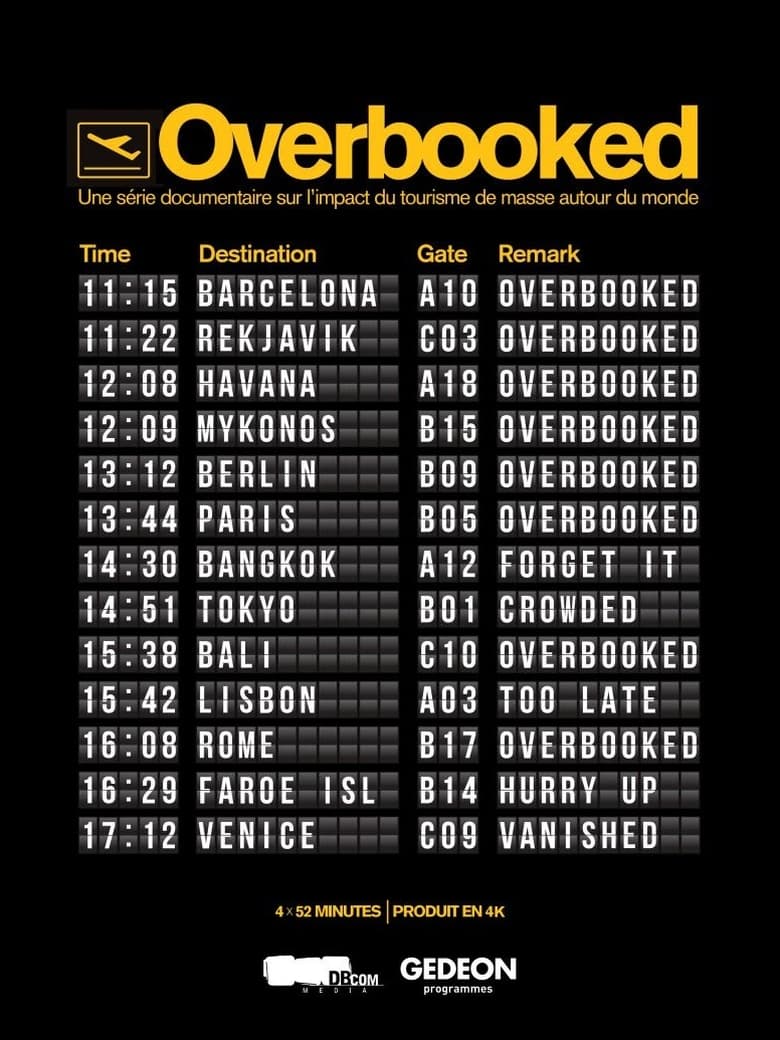 Overbooked
Une série documentaire sur l'impact du tourisme de masse autour du monde
Time Destination Gate Remark
11:15 BARCELONA A10 OVERBOOKED
11:22 REKJAVIK C03 OVERBOOKED
12:08 HAVANA A18 OVERBOOKED
12:09 MYKONOS B15 OVERBOOKED
13:12 BERLIN B09 OVERBOOKED
13:44 PARIS B05 OVERBOOKED
14:30 BANGKOK A12 FORGET IT
14:51 TOKYO B01 CROWDED
15:38 BALI C10 OVERBOOKED
15:42 LISBON A03 TOO LATE
16:08 ROME B17 OVERBOOKED
16:29 FAROE ISL B14 HURRY UP
17:12 VENICE C09 VANISHED
4 x 52 MINUTES | PRODUIT EN 4K
DBCOM
MEDIA
GEDEON
programmes